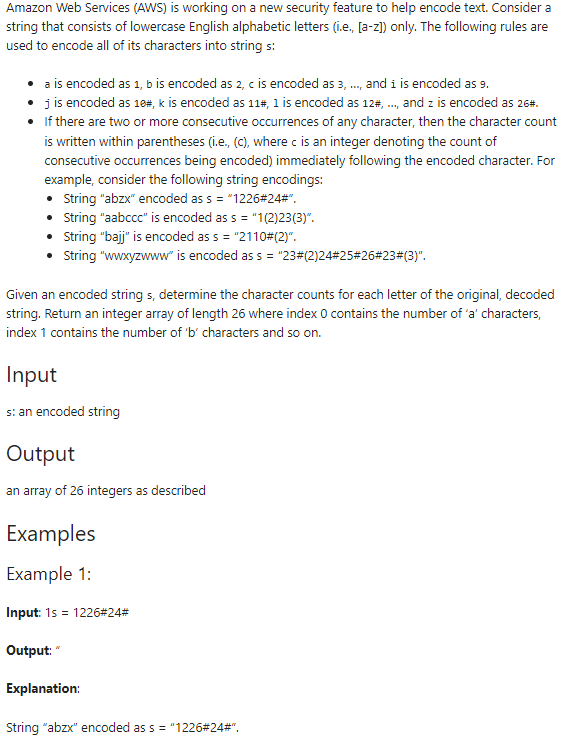 Amazon Web Services (AWS) is working on a new security feature to help encode text. Consider a
string that consists of lowercase English alphabetic letters (i.e., [a-z]) only. The following rules are
used to encode all of its characters into string s:
• a is encoded as 1, b is encoded as 2, c is encoded as 3, ..., and i is encoded as 9.
• j is encoded as 10#, k is encoded as 11#, l is encoded as 12#, ..., and z is encoded as 26#.
• If there are two or more consecutive occurrences of any character, then the character count
is written within parentheses (i.e., (c), where c is an integer denoting the count of
consecutive occurrences being encoded) immediately following the encoded character. For
example, consider the following string encodings:
• String "abzx" encoded as s = "1226#24#".
• String "aabccc" is encoded as s = "1(2)23(3)".
• String "bajj" is encoded as s = "2110#(2)".
• String "wwxyzwww" is encoded as s = "23#(2)24#25#26#23#(3)".
Given an encoded string s, determine the character counts for each letter of the original, decoded
string. Return an integer array of length 26 where index 0 contains the number of 'a' characters,
index 1 contains the number of 'b' characters and so on.
Input
s: an encoded string
Output
an array of 26 integers as described
Examples
Example 1:
Input: 1s = 1226#24#
Output: "
Explanation:
String "abzx" encoded as s = "1226#24#".